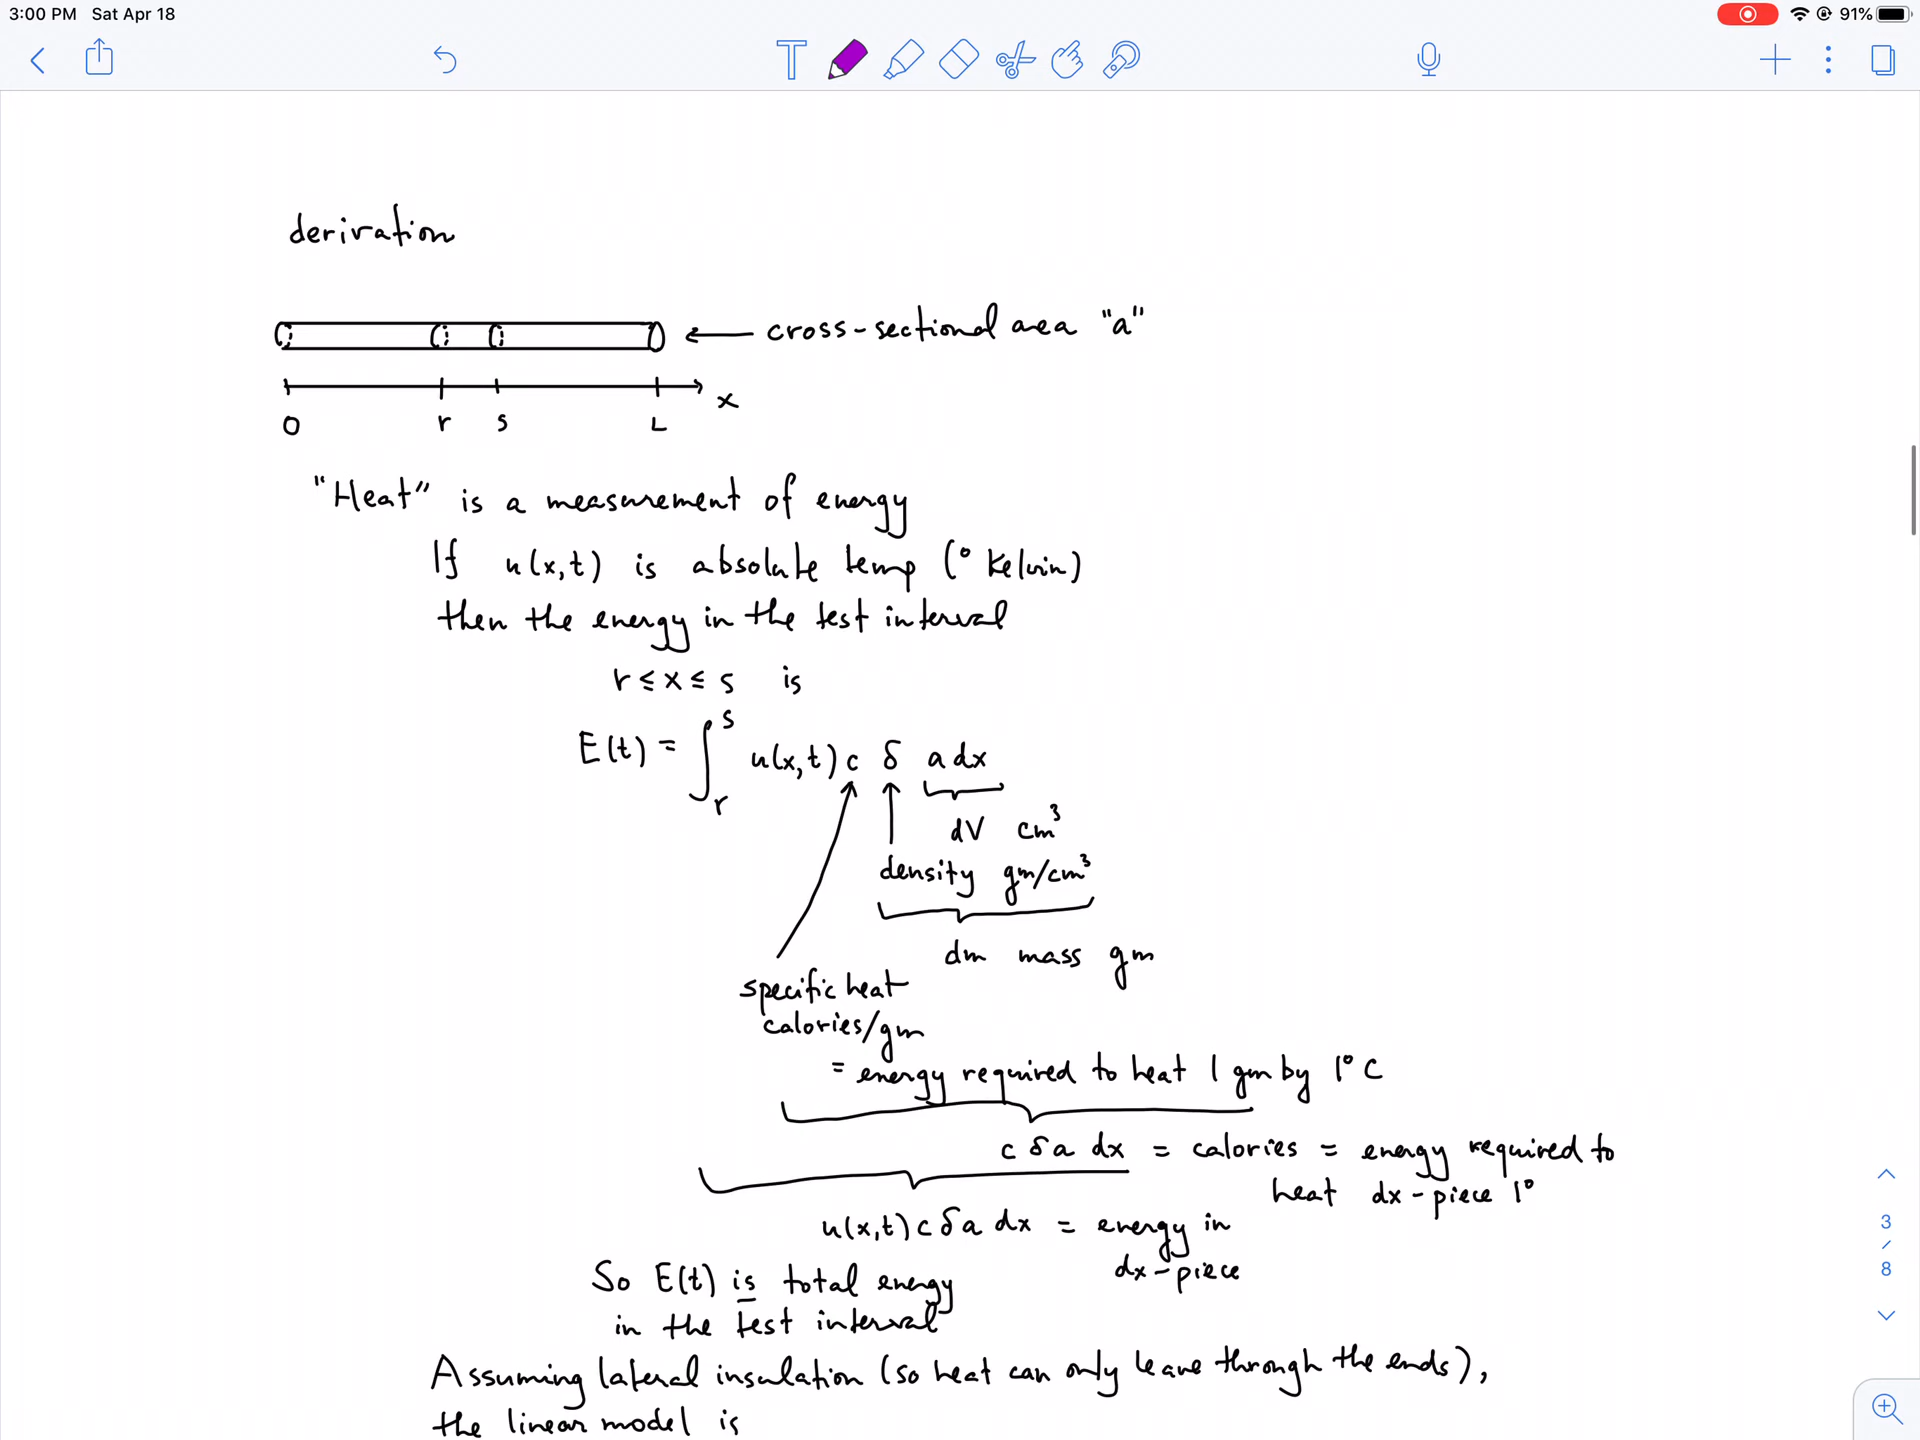 3:00 PM Sat Apr 18
91%
derivation
← cross-sectional area "a"
x
0 r s L
"Heat" is a measurement of energy
If u(x,t) is absolute temp (° Kelvin)
then the energy in the test interval
r ≤ x ≤ s is
E(t) = ∫_r^s u(x,t) c δ a dx
dV cm³
density gm/cm³
dm mass gm
specific heat
calories/gm
= energy required to heat 1 gm by 1° C
c δ a dx = calories = energy required to
heat dx-piece 1°
u(x,t) c δ a dx = energy in
dx-piece
So E(t) is total energy
in the test interval
Assuming lateral insulation (so heat can only leave through the ends),
the linear model is
3
/
8